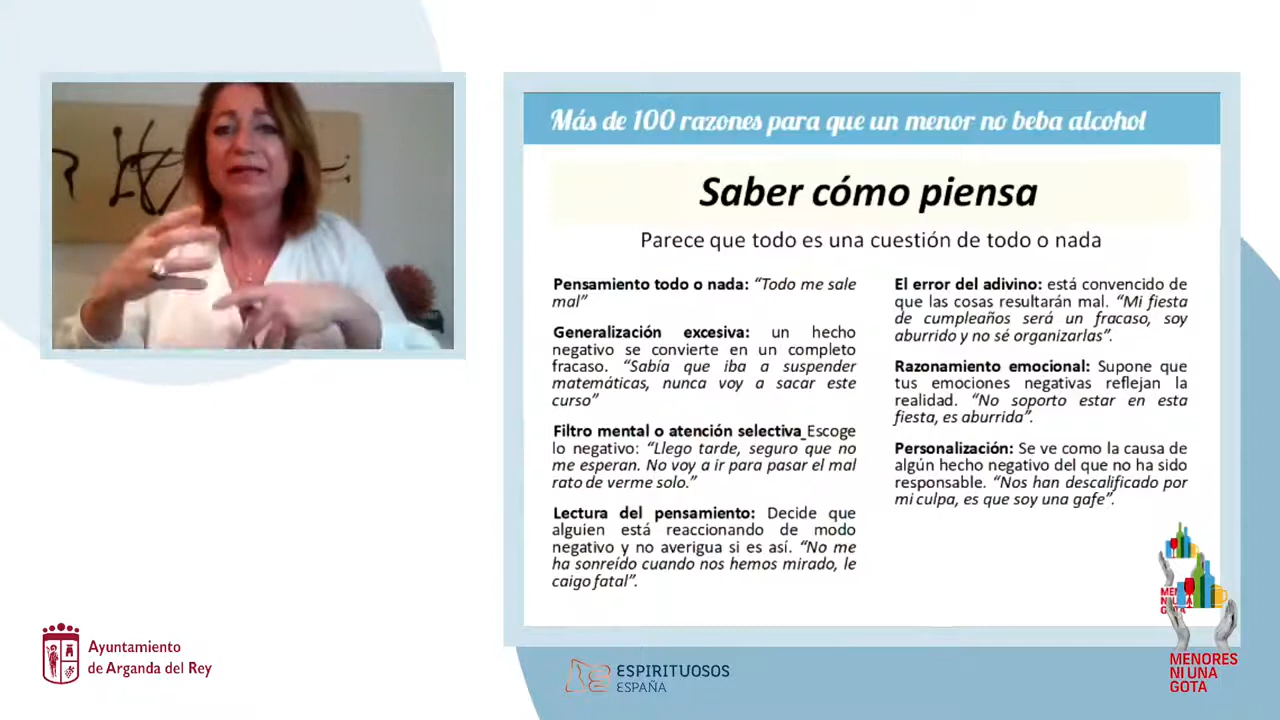 Más de 100 razones para que un menor no beba alcohol
Saber cómo piensa
Parece que todo es una cuestión de todo o nada
Pensamiento todo o nada: “Todo me sale
mal”
Generalización excesiva: un hecho
negativo se convierte en un completo
fracaso. “Sabía que iba a suspender
matemáticas, nunca voy a sacar este
curso”
Filtro mental o atención selectiva Escoge
lo negativo: “Llego tarde, seguro que no
me esperan. No voy a ir para pasar el mal
rato de verme solo.”
Lectura del pensamiento: Decide que
alguien está reaccionando de modo
negativo y no averigua si es así. “No me
ha sonreído cuando nos hemos mirado, le
caigo fatal”.
El error del adivino: está convencido de
que las cosas resultarán mal. “Mi fiesta
de cumpleaños será un fracaso, soy
aburrido y no sé organizarlas”.
Razonamiento emocional: Supone que
tus emociones negativas reflejan la
realidad. “No soporto estar en esta
fiesta, es aburrida”.
Personalización: Se ve como la causa de
algún hecho negativo del que no ha sido
responsable. “Nos han descalificado por
mi culpa, es que soy una gafe”.
Ayuntamiento
de Arganda del Rey
ESPIRITUOSOS
ESPAÑA
MENORES
NI UNA
GOTA